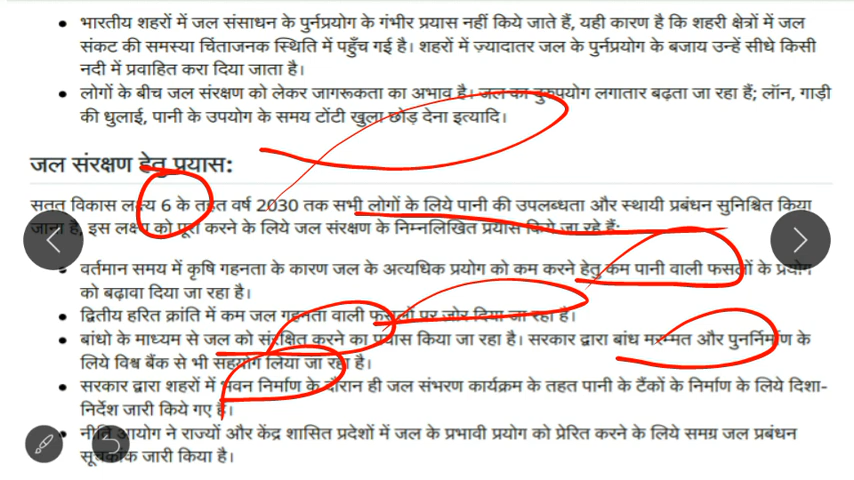 भारतीय शहरों में जल संसाधन के पुर्नप्रयोग के गंभीर प्रयास नहीं किये जाते हैं, यही कारण है कि शहरी क्षेत्रों में जल
संकट की समस्या चिंताजनक स्थिति में पहुँच गई है। शहरों में ज़्यादातर जल के पुर्नप्रयोग के बजाय उन्हें सीधे किसी
नदी में प्रवाहित करा दिया जाता है।
लोगों के बीच जल संरक्षण को लेकर जागरूकता का अभाव है। जल का दुरुपयोग लगातार बढ़ता जा रहा हैं; लॉन, गाड़ी
की धुलाई, पानी के उपयोग के समय टोंटी खुला छोड़ देना इत्यादि।
जल संरक्षण हेतु प्रयास:
सतत विकास लक्ष्य 6 के तहत वर्ष 2030 तक सभी लोगों के लिये पानी की उपलब्धता और स्थायी प्रबंधन सुनिश्चित किया
जाना है, इस लक्ष्य को पूरा करने के लिये जल संरक्षण के निम्नलिखित प्रयास किये जा रहे हैं:
वर्तमान समय में कृषि गहनता के कारण जल के अत्यधिक प्रयोग को कम करने हेतु कम पानी वाली फसलों के प्रयोग
को बढ़ावा दिया जा रहा है।
द्वितीय हरित क्रांति में कम जल गहनता वाली फसलों पर जोर दिया जा रहा है।
बांधो के माध्यम से जल को संरक्षित करने का प्रयास किया जा रहा है। सरकार द्वारा बांध मरम्मत और पुनर्निर्माण के
लिये विश्व बैंक से भी सहयोग लिया जा रहा है।
सरकार द्वारा शहरों में भवन निर्माण के दौरान ही जल संभरण कार्यक्रम के तहत पानी के टैंकों के निर्माण के लिये दिशा-
निर्देश जारी किये गए हैं।
नीति आयोग ने राज्यों और केंद्र शासित प्रदेशों में जल के प्रभावी प्रयोग को प्रेरित करने के लिये समग्र जल प्रबंधन
सूचकांक जारी किया है।